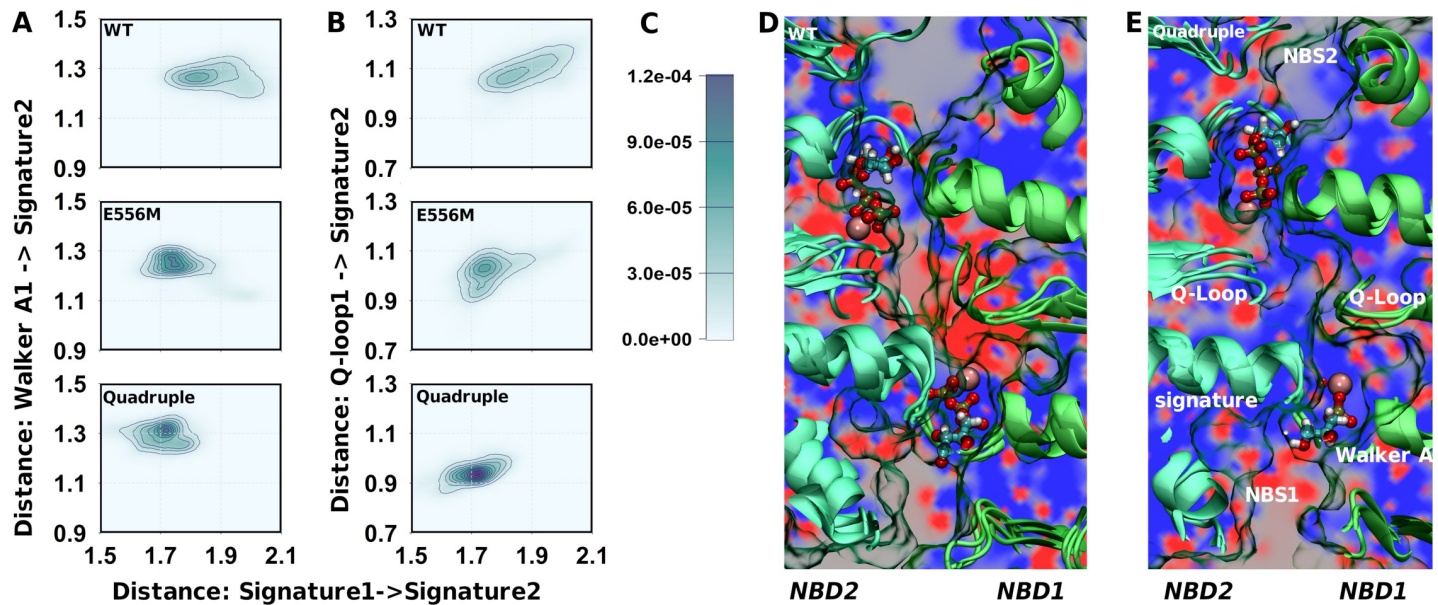 A
B
C
D
E
Distance: Walker A1 -> Signature2
1.5
WT
1.3
1.1
0.9
1.5
E556M
1.3
1.1
0.9
1.5
Quadruple
1.3
1.1
0.9
1.5
1.7
1.9
2.1
Distance: Q-loop1 -> Signature2
1.3
WT
1.1
0.9
0.7
1.3
E556M
1.1
0.9
0.7
1.3
Quadruple
1.1
0.9
0.7
1.5
1.7
1.9
2.1
Distance: Signature1->Signature2
1.2e-04
9.0e-05
6.0e-05
3.0e-05
0.0e+00
WT
NBD2
NBD1
Quadruple
NBS2
Q-Loop
Q-Loop
signature
Walker A
NBS1
NBD2
NBD1